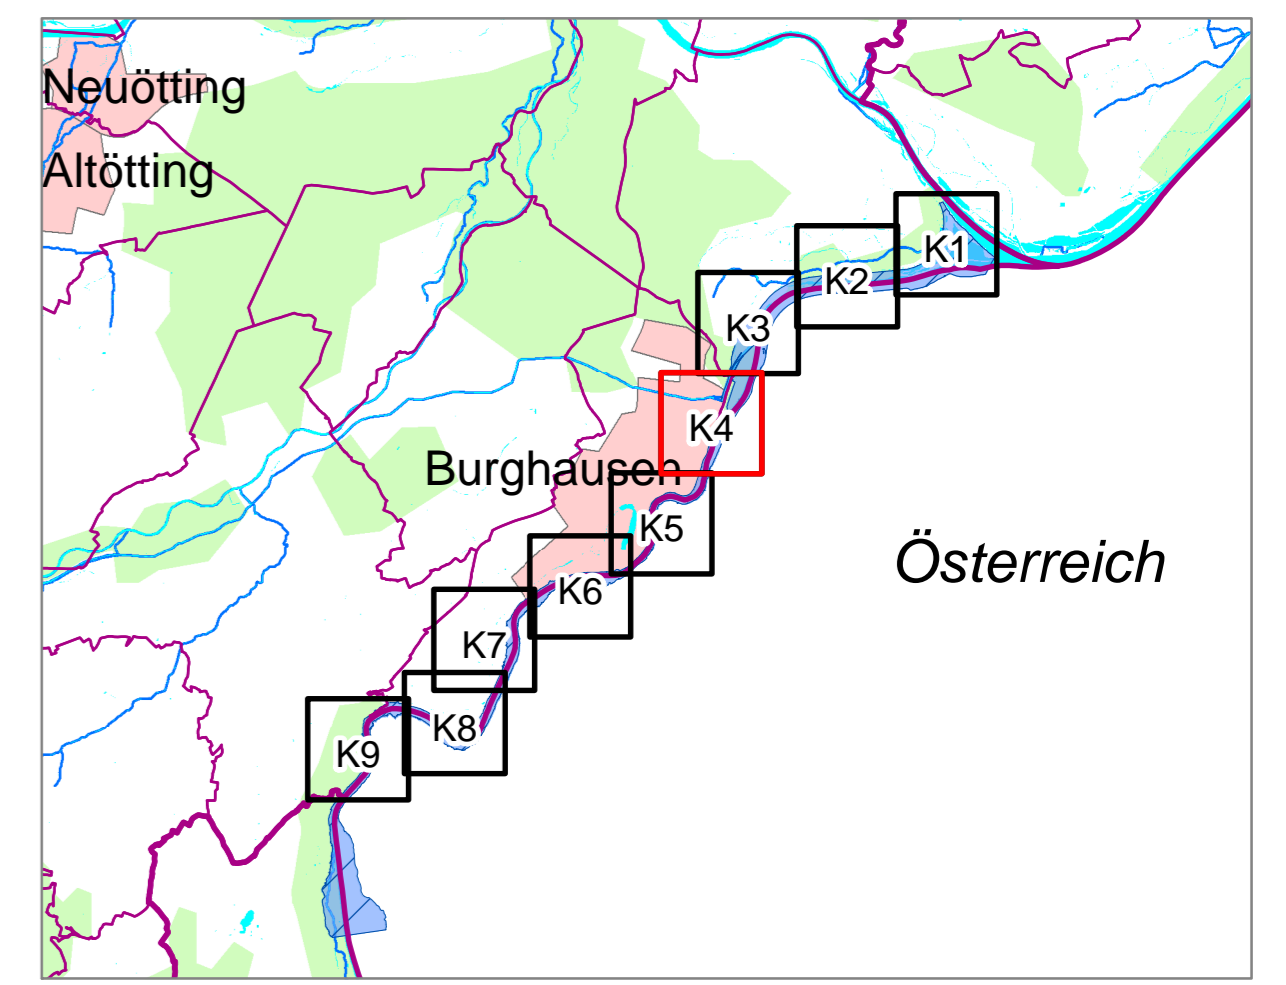 Neuötting
Altötting
K1
K2
K3
K4
Burghausen
K5
Österreich
K6
K7
K8
K9